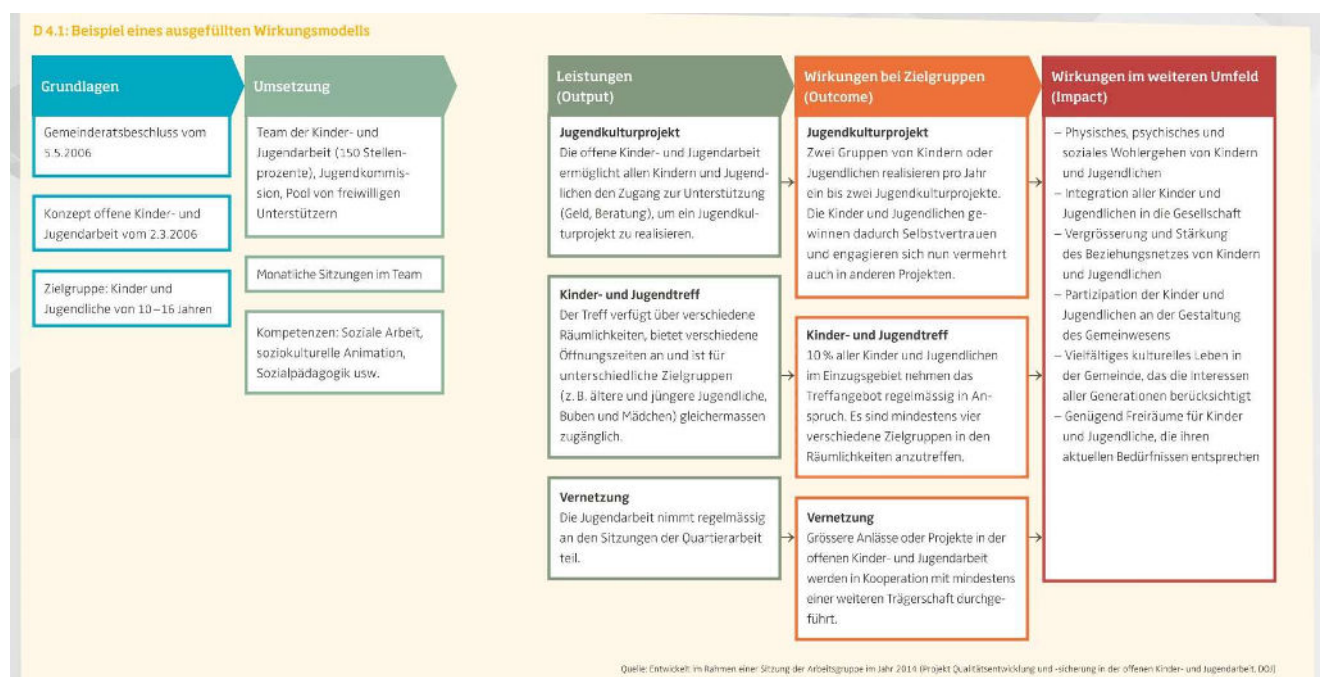 D 4.1: Beispiel eines ausgefüllten Wirkungsmodells
Grundlagen
Gemeinderatsbeschluss vom
5.5.2006
Konzept offene Kinder- und
Jugendarbeit vom 2.3.2006
Zielgruppe: Kinder und
Jugendliche von 10–16 Jahren
Umsetzung
Team der Kinder- und
Jugendarbeit (150 Stellen-
prozente), Jugendkommis-
sion, Pool von freiwilligen
Unterstützern
Monatliche Sitzungen im Team
Kompetenzen: Soziale Arbeit,
soziokulturelle Animation,
Sozialpädagogik usw.
Leistungen
(Output)
Jugendkulturprojekt
Die offene Kinder- und Jugendarbeit
ermöglicht allen Kindern und Jugend-
lichen den Zugang zur Unterstützung
(Geld, Beratung), um ein Jugendkul-
turprojekt zu realisieren.
Kinder- und Jugendtreff
Der Treff verfügt über verschiedene
Räumlichkeiten, bietet verschiedene
Öffnungszeiten an und ist für
unterschiedliche Zielgruppen
(z. B. ältere und jüngere Jugendliche,
Buben und Mädchen) gleichermassen
zugänglich.
Vernetzung
Die Jugendarbeit nimmt regelmässig
an den Sitzungen der Quartierarbeit
teil.
Wirkungen bei Zielgruppen
(Outcome)
Jugendkulturprojekt
Zwei Gruppen von Kindern oder
Jugendlichen realisieren pro Jahr
ein bis zwei Jugendkulturprojekte.
Die Kinder und Jugendlichen ge-
winnen dadurch Selbstvertrauen
und engagieren sich nun vermehrt
auch in anderen Projekten.
Kinder- und Jugendtreff
10 % aller Kinder und Jugendlichen
im Einzugsgebiet nehmen das
Treffangebot regelmässig in An-
spruch. Es sind mindestens vier
verschiedene Zielgruppen in den
Räumlichkeiten anzutreffen.
Vernetzung
Grössere Anlässe oder Projekte in der
offenen Kinder- und Jugendarbeit
werden in Kooperation mit mindestens
einer weiteren Trägerschaft durchge-
führt.
Wirkungen im weiteren Umfeld
(Impact)
– Physisches, psychisches und
soziales Wohlergehen von Kindern
und Jugendlichen
– Integration aller Kinder und
Jugendlichen in die Gesellschaft
– Vergrösserung und Stärkung
des Beziehungsnetzes von Kindern
und Jugendlichen
– Partizipation der Kinder und
Jugendlichen an der Gestaltung
des Gemeinwesens
– Vielfältiges kulturelles Leben in
der Gemeinde, das die Interessen
aller Generationen berücksichtigt
– Genügend Freiräume für Kinder
und Jugendliche, die ihren
aktuellen Bedürfnissen entsprechen
Quelle: Entwickelt im Rahmen einer Sitzung der Arbeitsgruppe im Jahr 2014 (Projekt Qualitätsentwicklung und -sicherung in der offenen Kinder- und Jugendarbeit, DOJ)